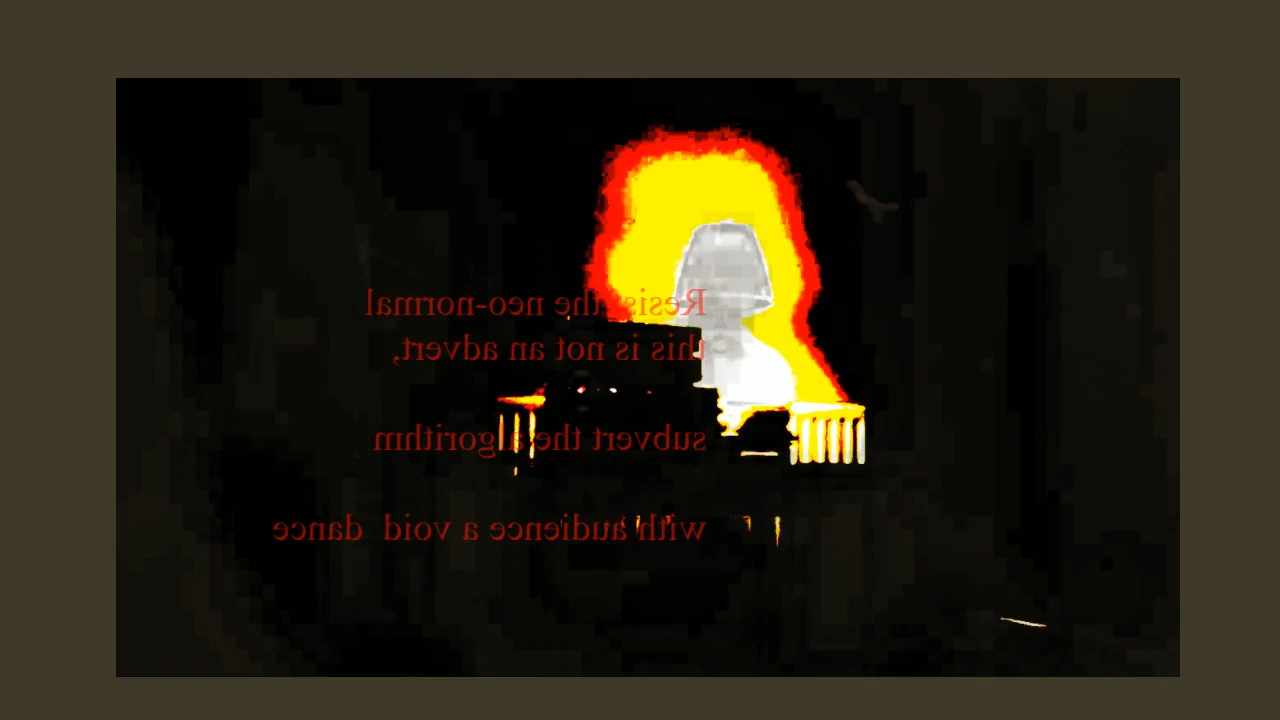 Resist the neo-normal
this is not an advert,
subvert the algorithm
with audience a void dance